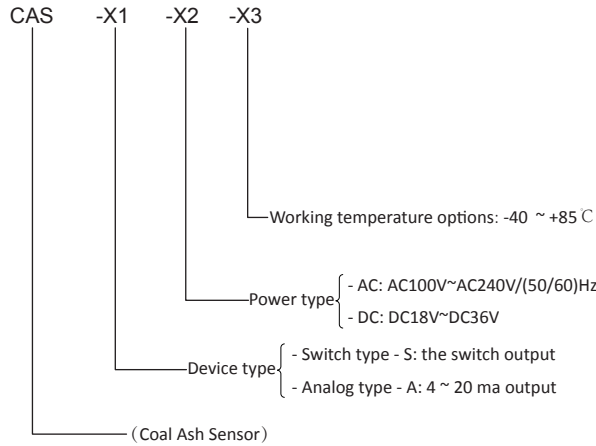 CAS -X1 -X2 -X3
Working temperature options: -40 ~ +85℃
Power type
- AC: AC100V~AC240V/(50/60)Hz
- DC: DC18V~DC36V
Device type
- Switch type - S: the switch output
- Analog type - A: 4 ~ 20 ma output
(Coal Ash Sensor)